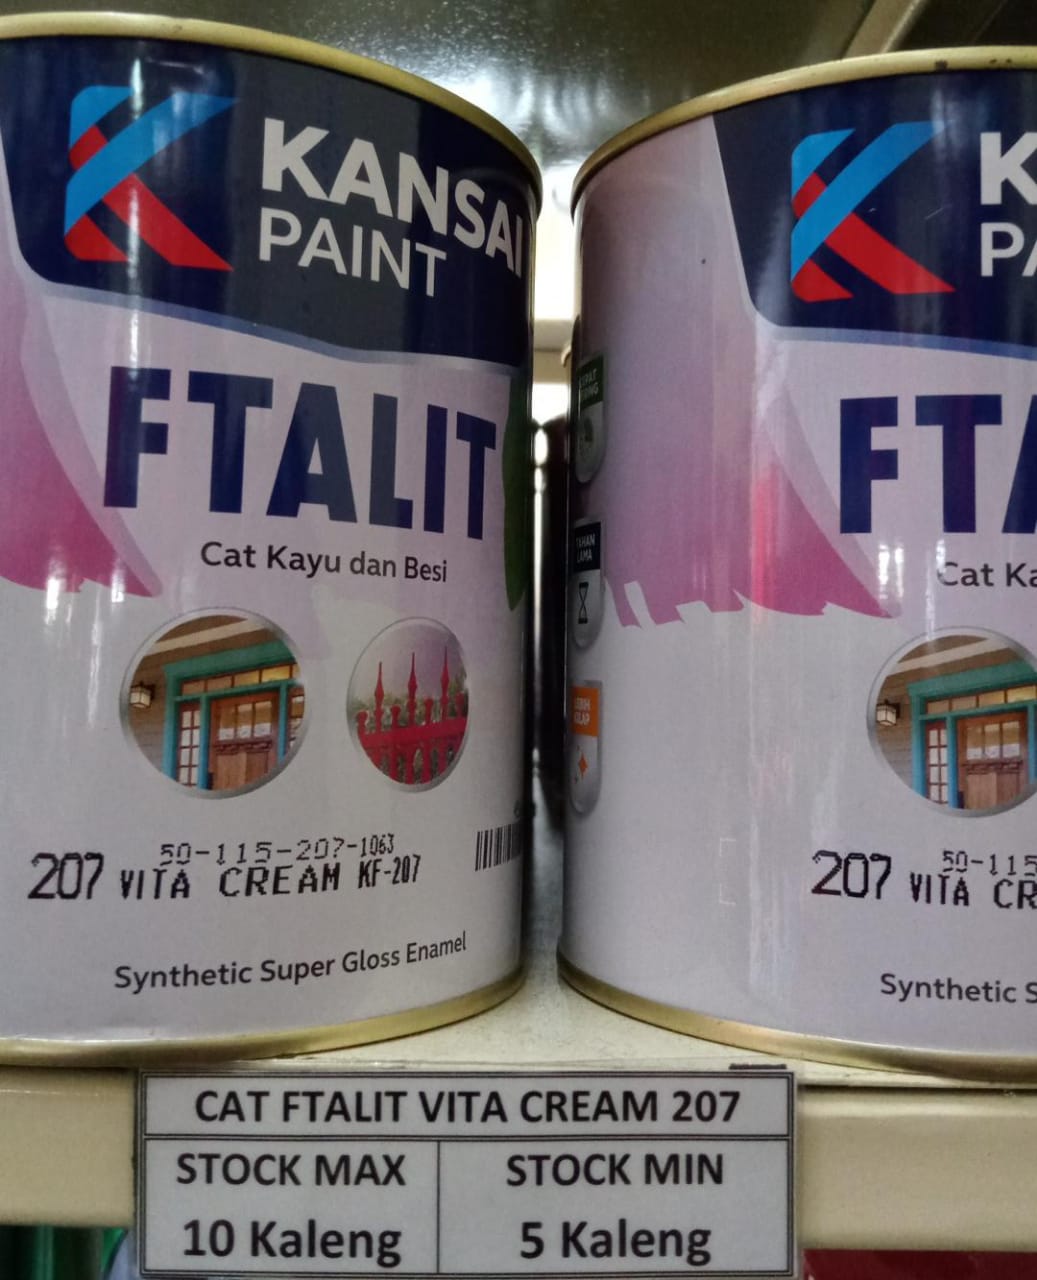 KANSAI
PAINT
FTALIT
Cat Kayu dan Besi
50-115-207-1063
207 VITA CREAM KF-207
Synthetic Super Gloss Enamel
TAHAN
LAMA
K
PA
FTA
Cat Ka
50-115
207 VITA CR
Synthetic S
CAT FTALIT VITA CREAM 207
STOCK MAX
STOCK MIN
10 Kaleng
5 Kaleng